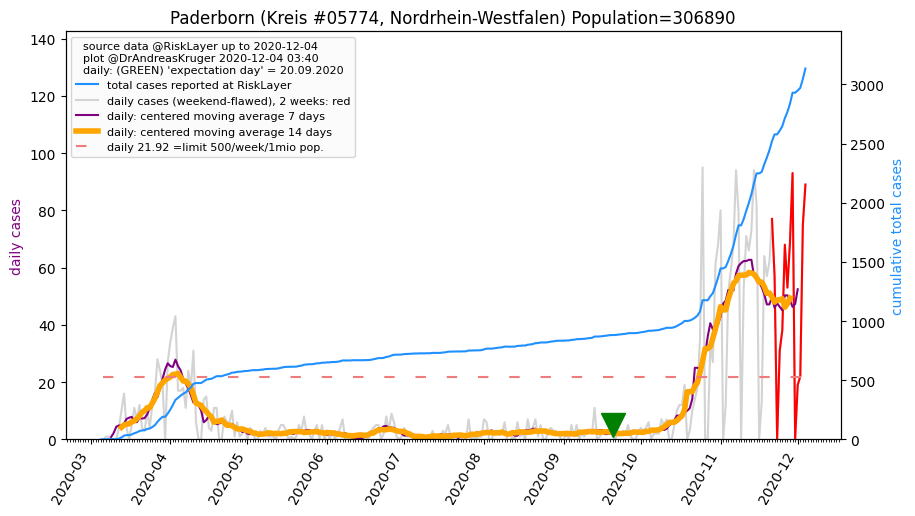 Paderborn (Kreis #05774, Nordrhein-Westfalen) Population=306890
source data @RiskLayer up to 2020-12-04
plot @DrAndreasKruger 2020-12-04 03:40
daily: (GREEN) 'expectation day' = 20.09.2020
total cases reported at RiskLayer
daily cases (weekend-flawed), 2 weeks: red
daily: centered moving average 7 days
daily: centered moving average 14 days
daily 21.92 =limit 500/week/1mio pop.
daily cases
140
120
100
80
60
40
20
0
3000
2500
2000
1500
1000
500
0
cumulative total cases
2020-03
2020-04
2020-05
2020-06
2020-07
2020-08
2020-09
2020-10
2020-11
2020-12